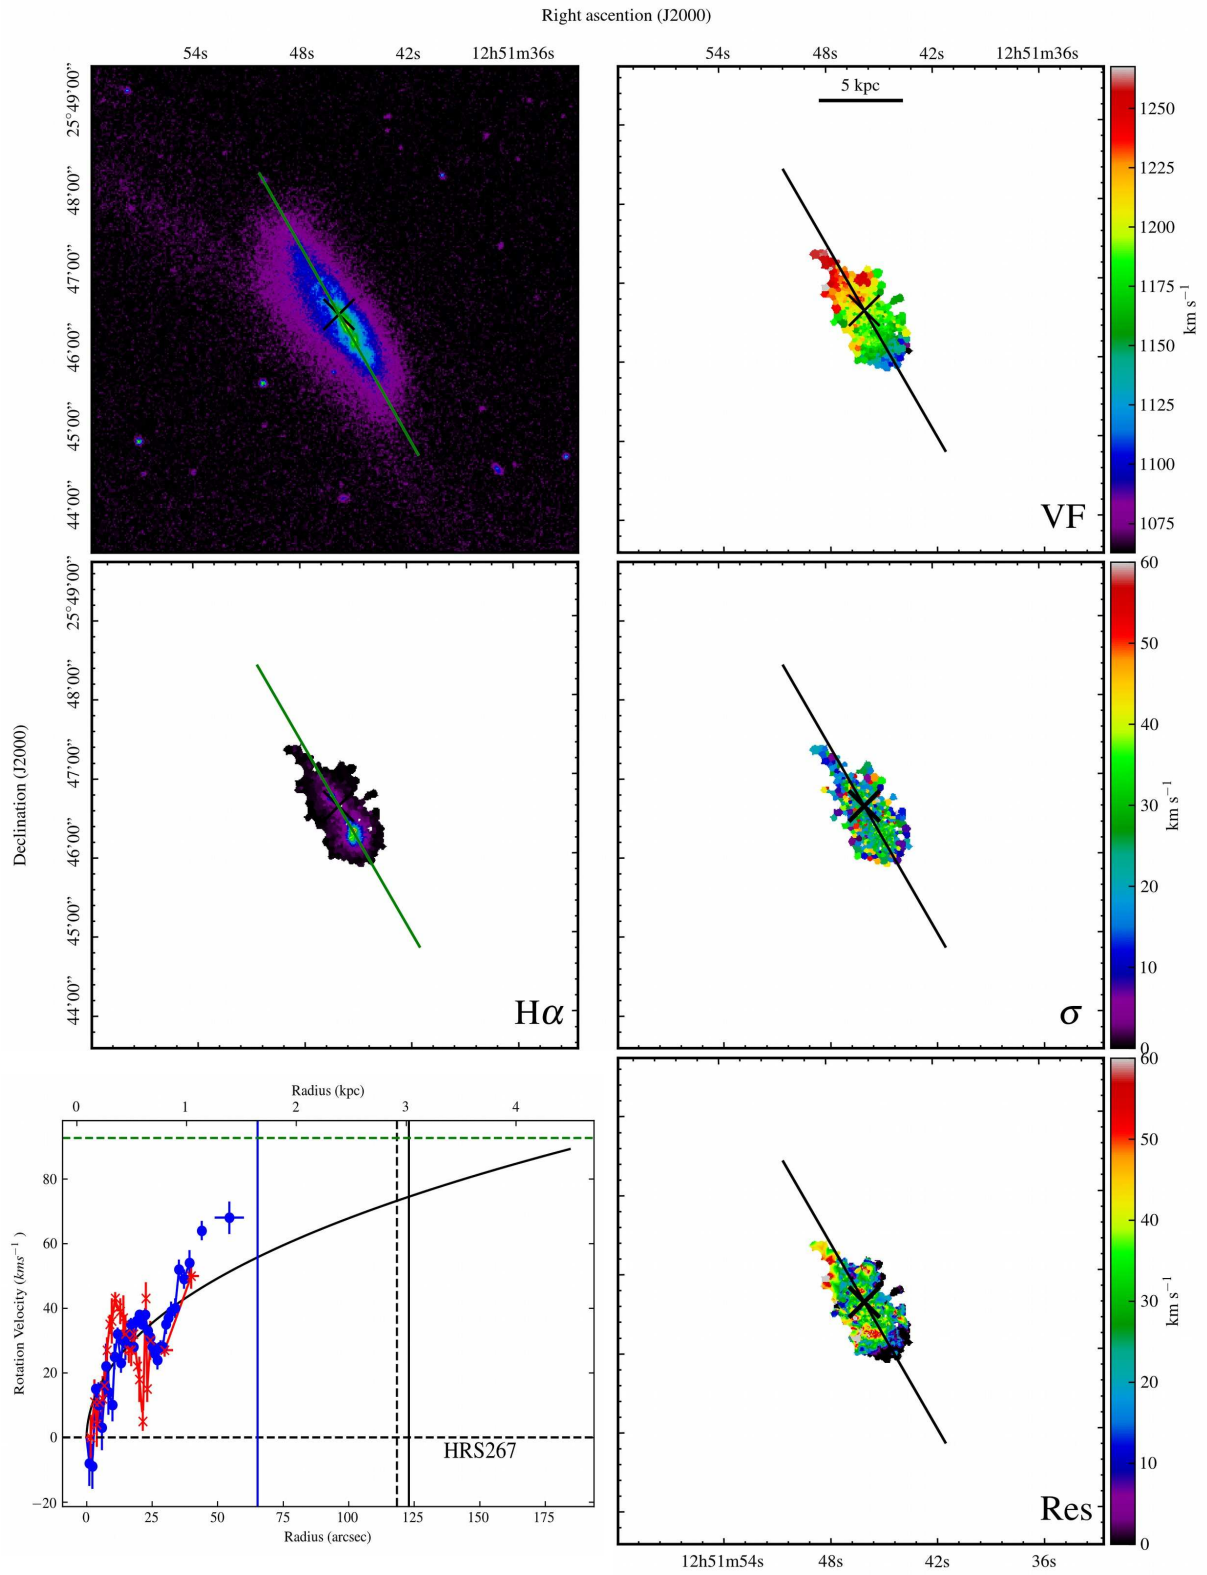 Right ascention (J2000)
54s 48s 42s 12h51m36s 54s 48s 42s 12h51m36s
5 kpc
25°49'00"
48'00"
47'00"
46'00"
45'00"
44'00"
1250
1225
1200
1175
1150
1125
1100
1075
km s−1
VF
Declination (J2000)
25°49'00"
48'00"
47'00"
46'00"
45'00"
44'00"
Hα
60
50
40
30
20
10
0
km s−1
σ
Radius (kpc)
0 1 2 3 4
Rotation Velocity (kms−1 )
80
60
40
20
0
−20
HRS267
0 25 50 75 100 125 150 175
Radius (arcsec)
60
50
40
30
20
10
0
km s−1
Res
12h51m54s 48s 42s 36s